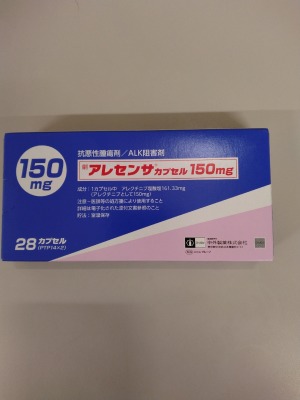 抗悪性腫瘍剤/ALK阻害剤
150
mg
アレセンサカプセル150mg
成分:1カプセル中 アレクチニブ塩酸塩161.33mg
(アレクチニブとして150mg)
注意-医師等の処方箋により使用すること
詳細は電子化された添付文書参照のこと
貯法:室温保存
28カプセル
(PTP14×2)
中外製薬株式会社